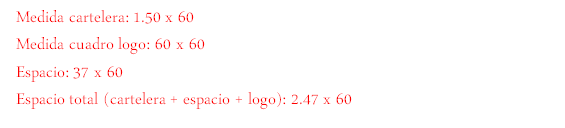 Medida cartelera: 1.50 x 60
Medida cuadro logo: 60 x 60
Espacio: 37 x 60
Espacio total (cartelera + espacio + logo): 2.47 x 60